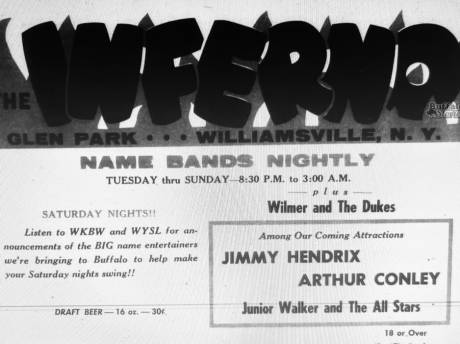 THE INFERNO
GLEN PARK • • • WILLIAMSVILLE, N. Y.
NAME BANDS NIGHTLY
TUESDAY thru SUNDAY—8:30 P.M. to 3:00 A.M.
— plus —
Wilmer and The Dukes
SATURDAY NIGHTS!!
Listen to WKBW and WYSL for an-
nouncements of the BIG name entertainers
we're bringing to Buffalo to help make
your Saturday nights swing!!
DRAFT BEER — 16 oz. — 30¢
Among Our Coming Attractions
JIMMY HENDRIX
ARTHUR CONLEY
Junior Walker and The All Stars
18 or Over